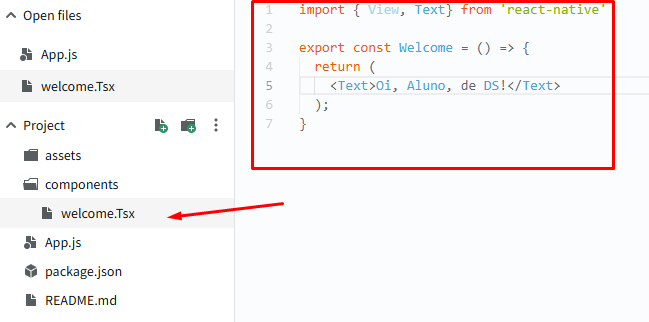 Open files
App.js
welcome.Tsx
Project
assets
components
welcome.Tsx
App.js
package.json
README.md
1 import { View, Text} from 'react-native'
2
3 export const Welcome = () => {
4 return (
5 <Text>Oi, Aluno, de DS!</Text>
6 );
7 }